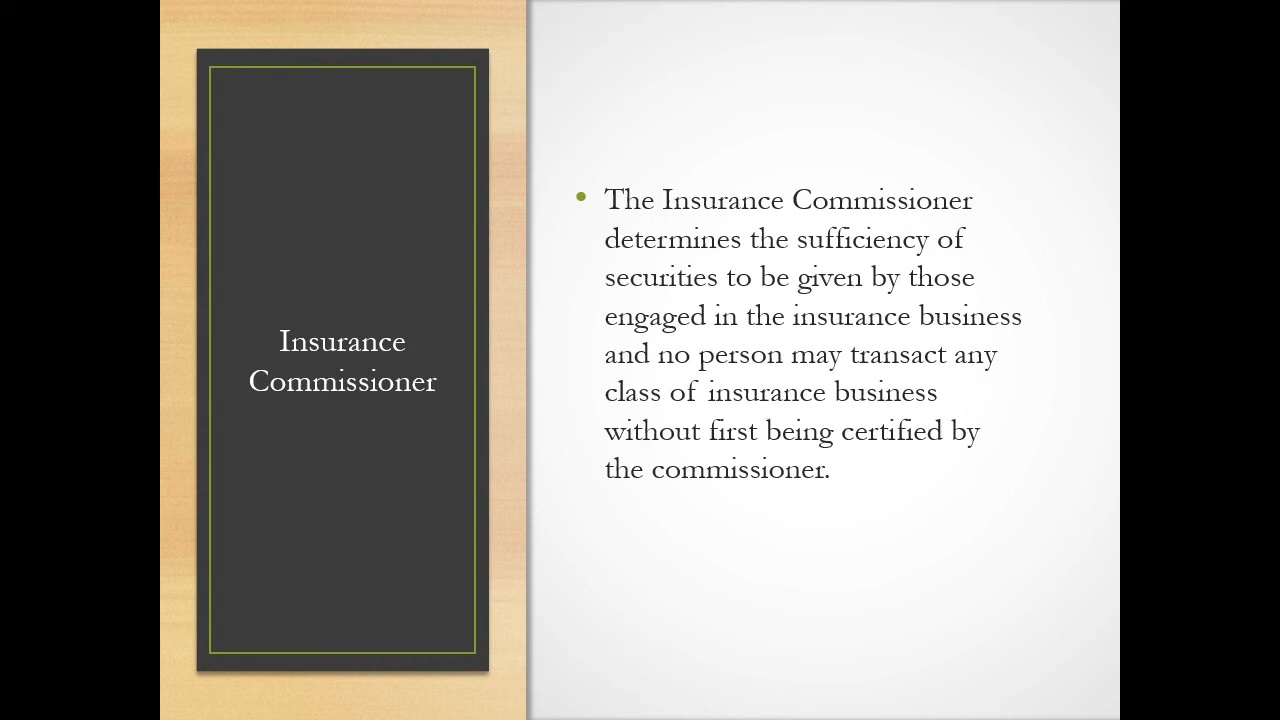 Insurance
Commissioner
• The Insurance Commissioner
determines the sufficiency of
securities to be given by those
engaged in the insurance business
and no person may transact any
class of insurance business
without first being certified by
the commissioner.